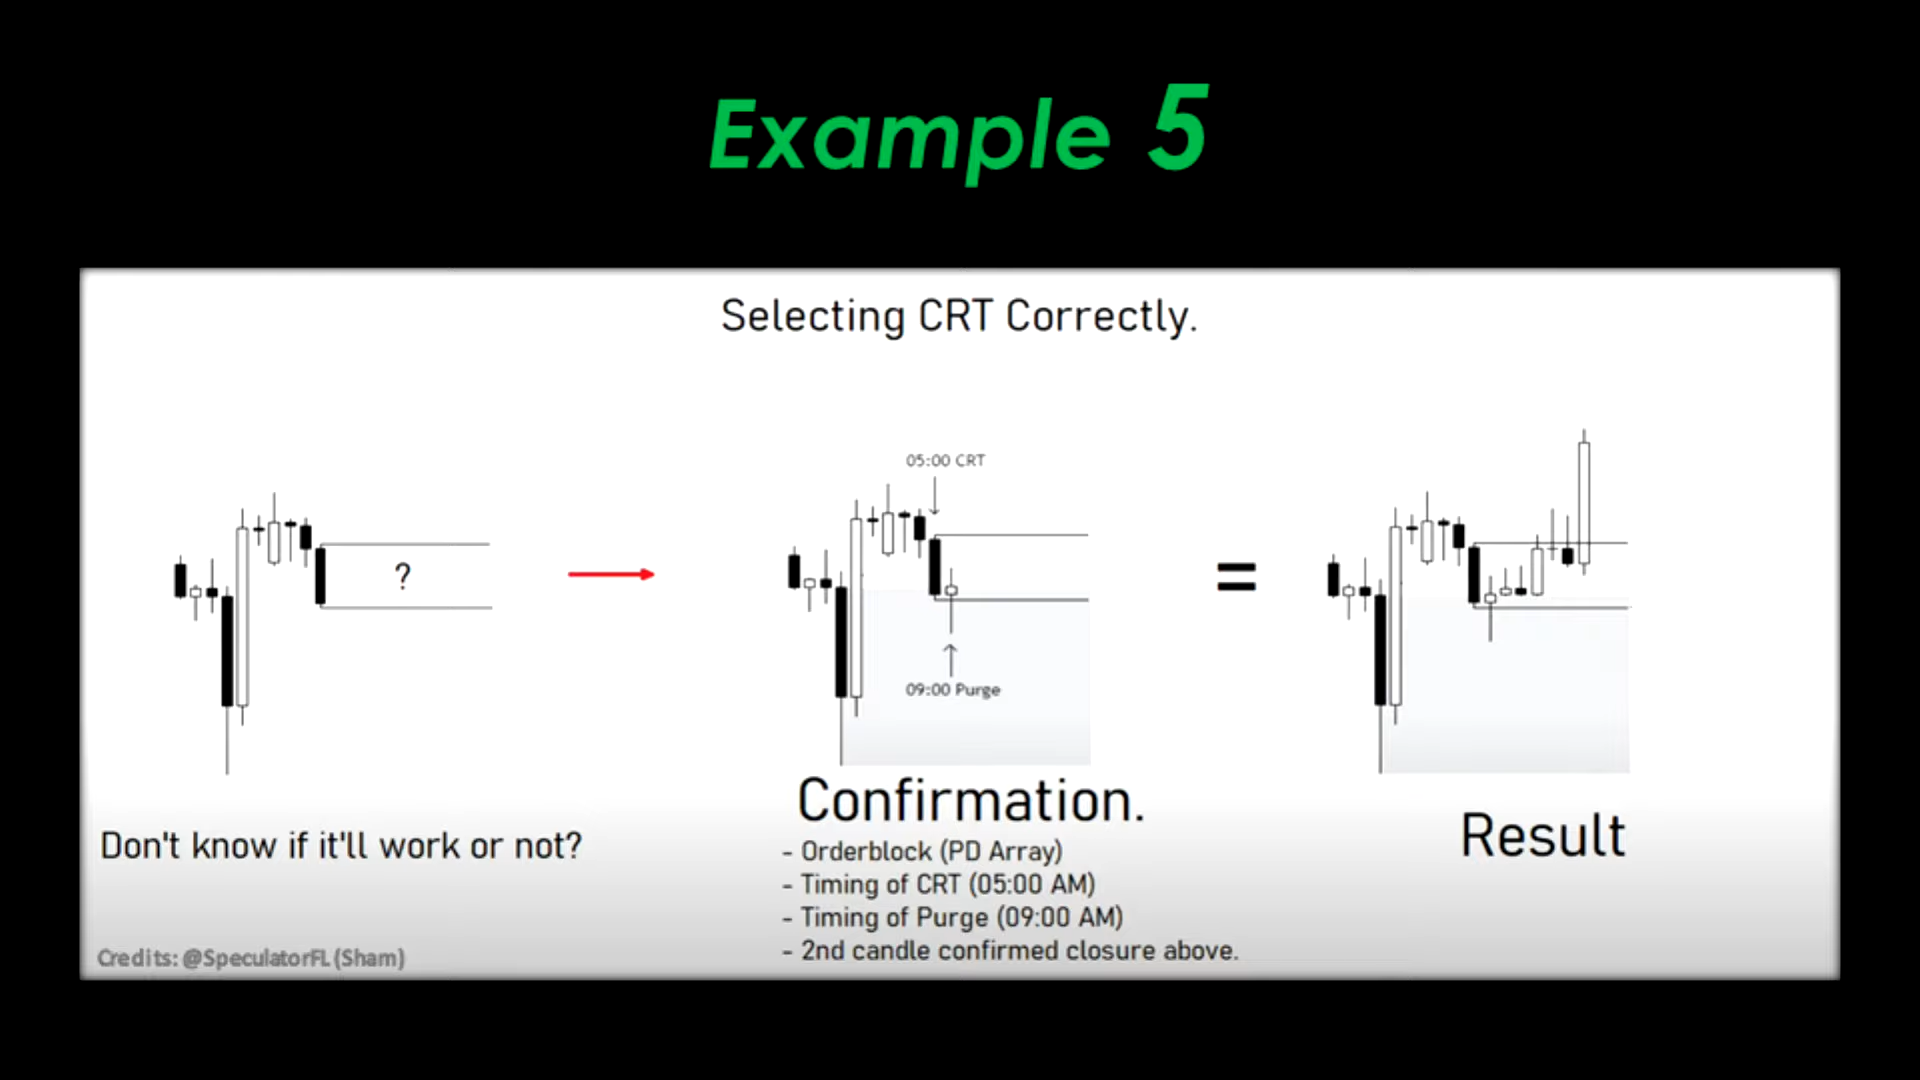 Example 5
Selecting CRT Correctly.
?
05:00 CRT
09:00 Purge
=
Don't know if it'll work or not?
Confirmation.
- Orderblock (PD Array)
- Timing of CRT (05:00 AM)
- Timing of Purge (09:00 AM)
- 2nd candle confirmed closure above.
Result
Credits: @SpeculatorFL (Sham)